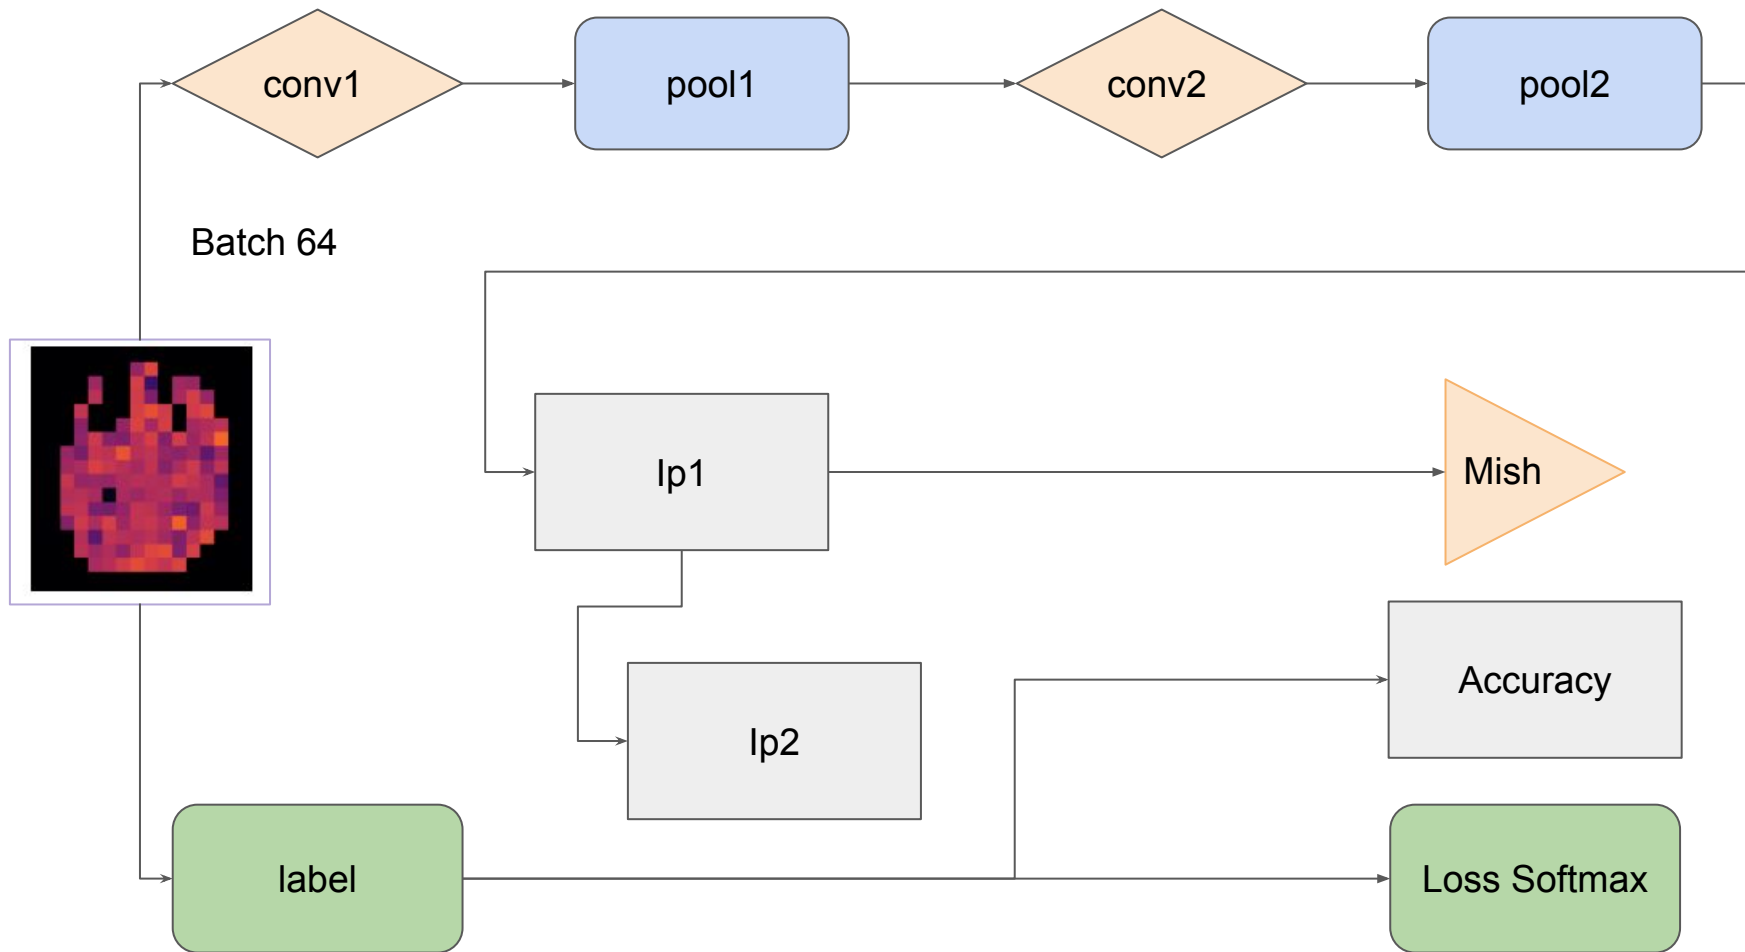 conv1
pool1
conv2
pool2
Batch 64
Ip1
Mish
Accuracy
Ip2
label
Loss Softmax